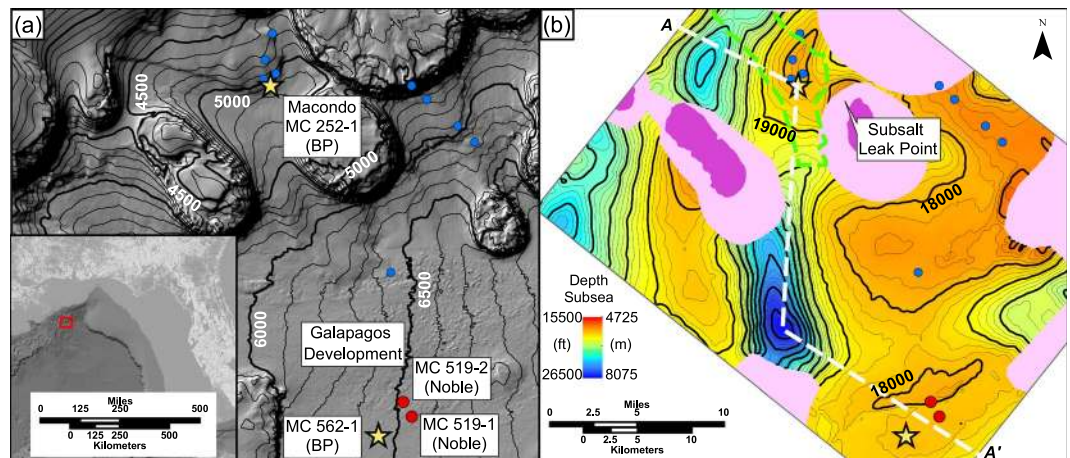 (a)
4500
5000
Macondo
MC 252-1
(BP)
4500
5000
6500
6000
Galapagos
Development
MC 519-2
(Noble)
MC 562-1
(BP)
MC 519-1
(Noble)
Miles
0 125 250 500
0 125 250 500
Kilometers
(b)
A
N
19000
Subsalt
Leak Point
18000
Depth
Subsea
15500 4725
(ft) (m)
26500 8075
18000
Miles
0 2.5 5 10
0 2.5 5 10
Kilometers
A'